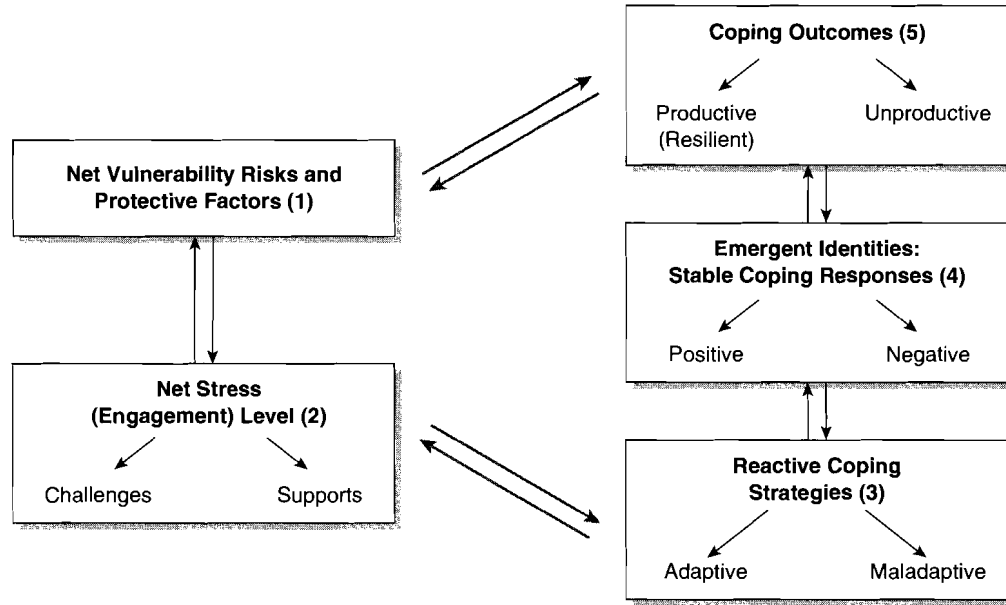 Net Vulnerability Risks and
Protective Factors (1)
Net Stress
(Engagement) Level (2)
Challenges
Supports
Reactive Coping
Strategies (3)
Adaptive
Maladaptive
Emergent Identities:
Stable Coping Responses (4)
Positive
Negative
Coping Outcomes (5)
Productive
(Resilient)
Unproductive